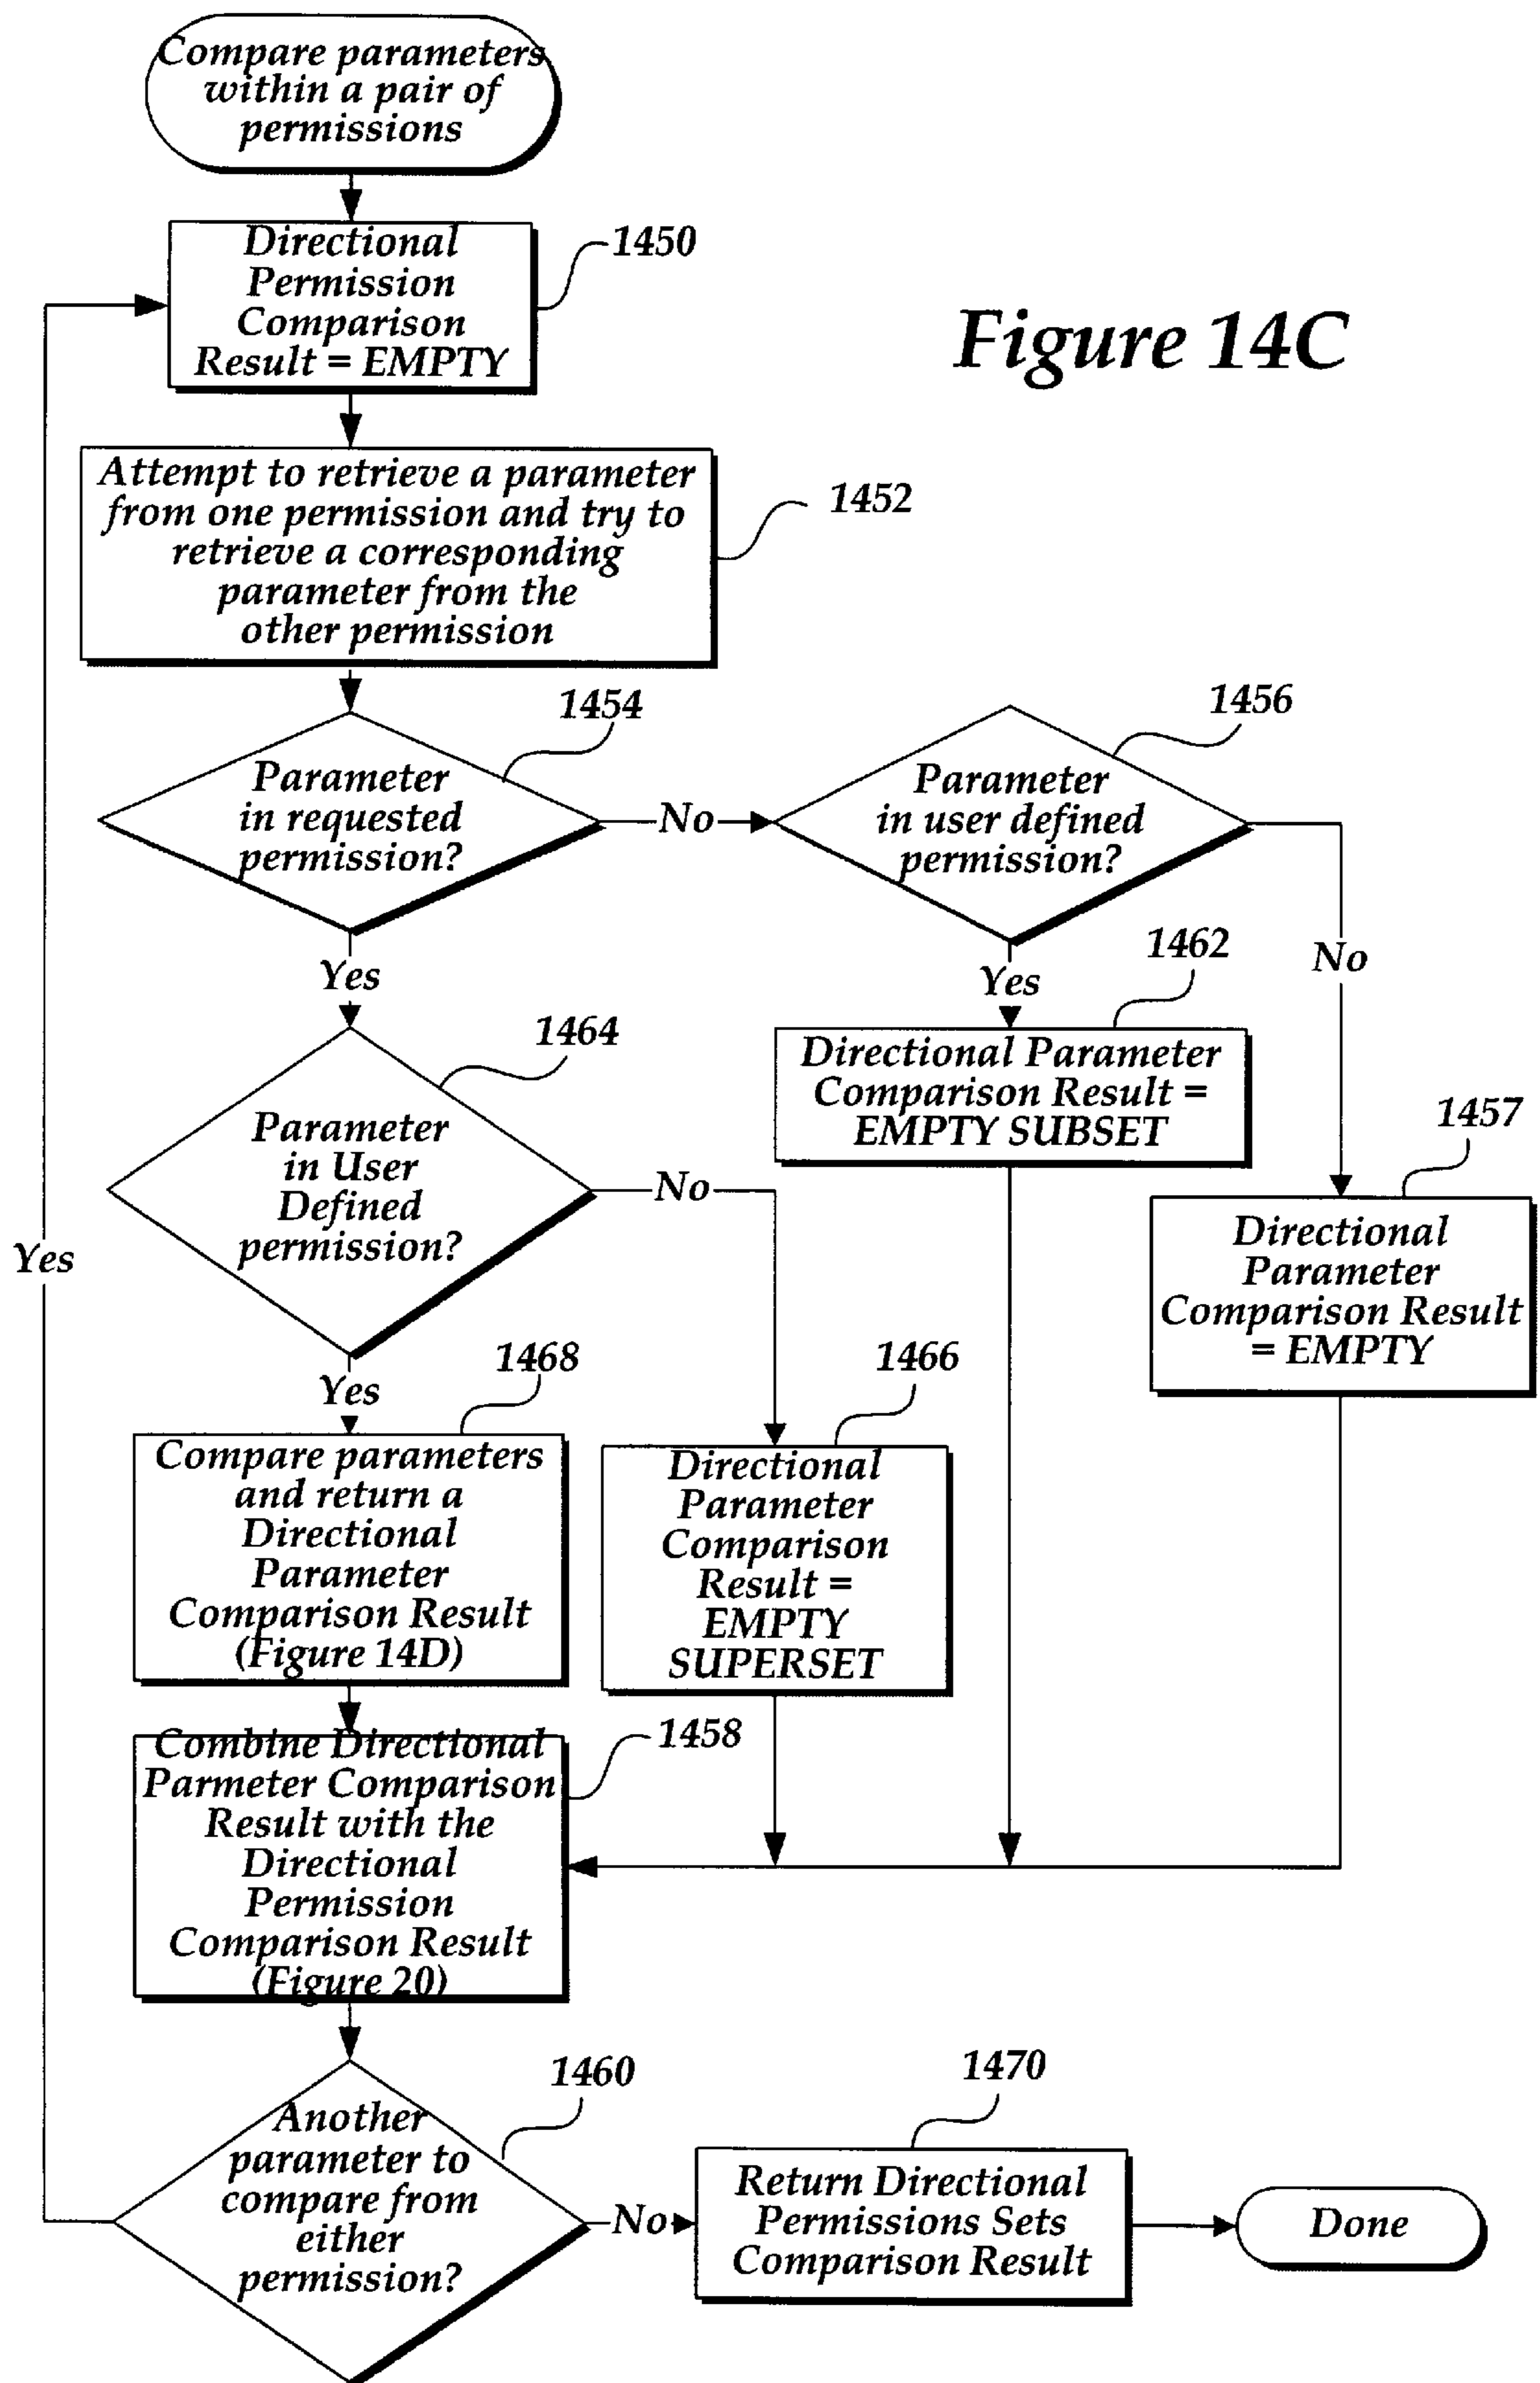 Compare parameters
within a pair of
permissions
Directional
Permission
Comparison
Result = EMPTY
1450
Figure 14C
Attempt to retrieve a parameter
from one permission and try to
retrieve a corresponding
parameter from the
other permission
1452
1454
Parameter
in requested
permission?
No
1456
Parameter
in user defined
permission?
Yes
Yes
No
1462
Directional Parameter
Comparison Result =
EMPTY SUBSET
1464
Parameter
in User
Defined
permission?
No
1457
Directional
Parameter
Comparison Result
= EMPTY
Yes
Yes
1468
Compare parameters
and return a
Directional
Parameter
Comparison Result
(Figure 14D)
1466
Directional
Parameter
Comparison
Result =
EMPTY
SUPERSET
1458
Combine Directional
Parmeter Comparison
Result with the
Directional
Permission
Comparison Result
(Figure 20)
1460
Another
parameter to
compare from
either
permission?
No
1470
Return Directional
Permissions Sets
Comparison Result
Done